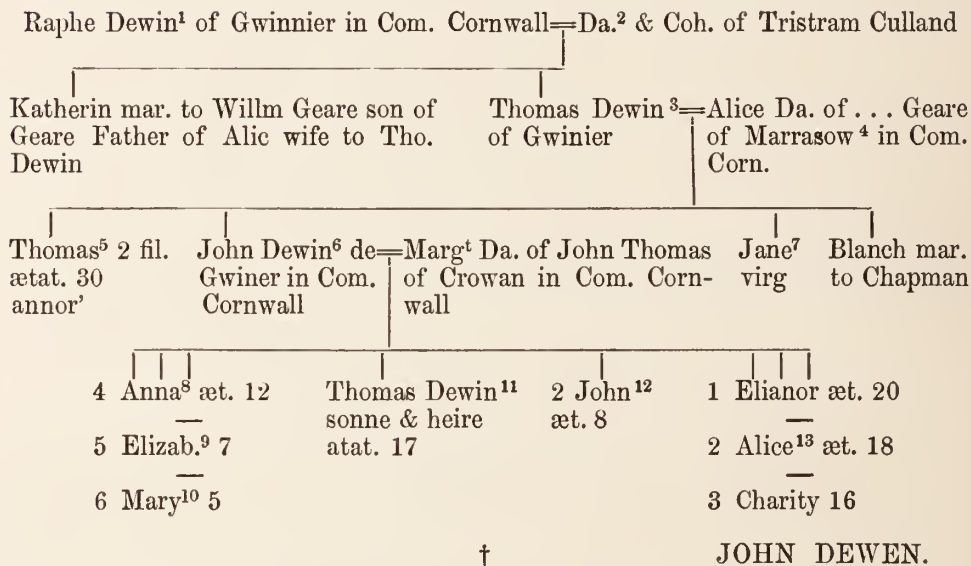 Raphe Dewin¹ of Gwinnier in Com. Cornwall=Da.² & Coh. of Tristram Culland
Katherin mar. to Willm Geare son of
Geare Father of Alic wife to Tho.
Dewin
Thomas Dewin ³=Alice Da. of . . . Geare
of Gwinier
of Marrasow ⁴ in Com.
Corn.
Thomas⁵ 2 fil.
ætat. 30
annor'
John Dewin⁶ de=Margᵗ Da. of John Thomas
Gwiner in Com.
Cornwall
of Crowan in Com. Corn-
wall
Jane⁷
virg
Blanch mar.
to Chapman
4 Anna⁸ æt. 12
5 Elizab.⁹ 7
6 Mary¹⁰ 5
Thomas Dewin¹¹
sonne & heire
atat. 17
2 John¹²
æt. 8
1 Elianor æt. 20
2 Alice¹³ æt. 18
3 Charity 16
† JOHN DEWEN.